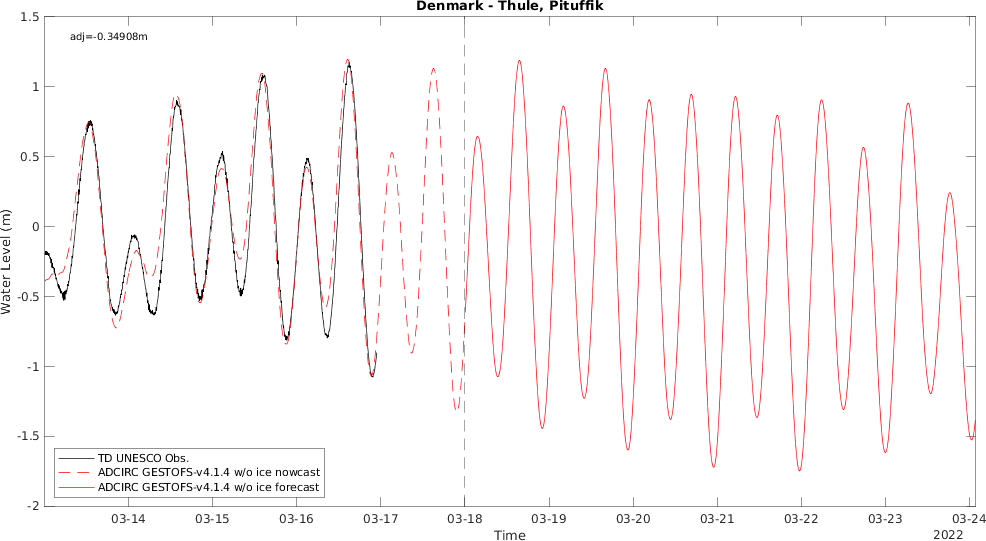 Denmark - Thule, Pituffik
adj=-0.34908m
1.5
1
0.5
0
-0.5
-1
-1.5
-2
Water Level (m)
TD UNESCO Obs.
ADCIRC GESTOFS-v4.1.4 w/o ice nowcast
ADCIRC GESTOFS-v4.1.4 w/o ice forecast
03-14 03-15 03-16 03-17 03-18 03-19 03-20 03-21 03-22 03-23 03-24
Time
2022